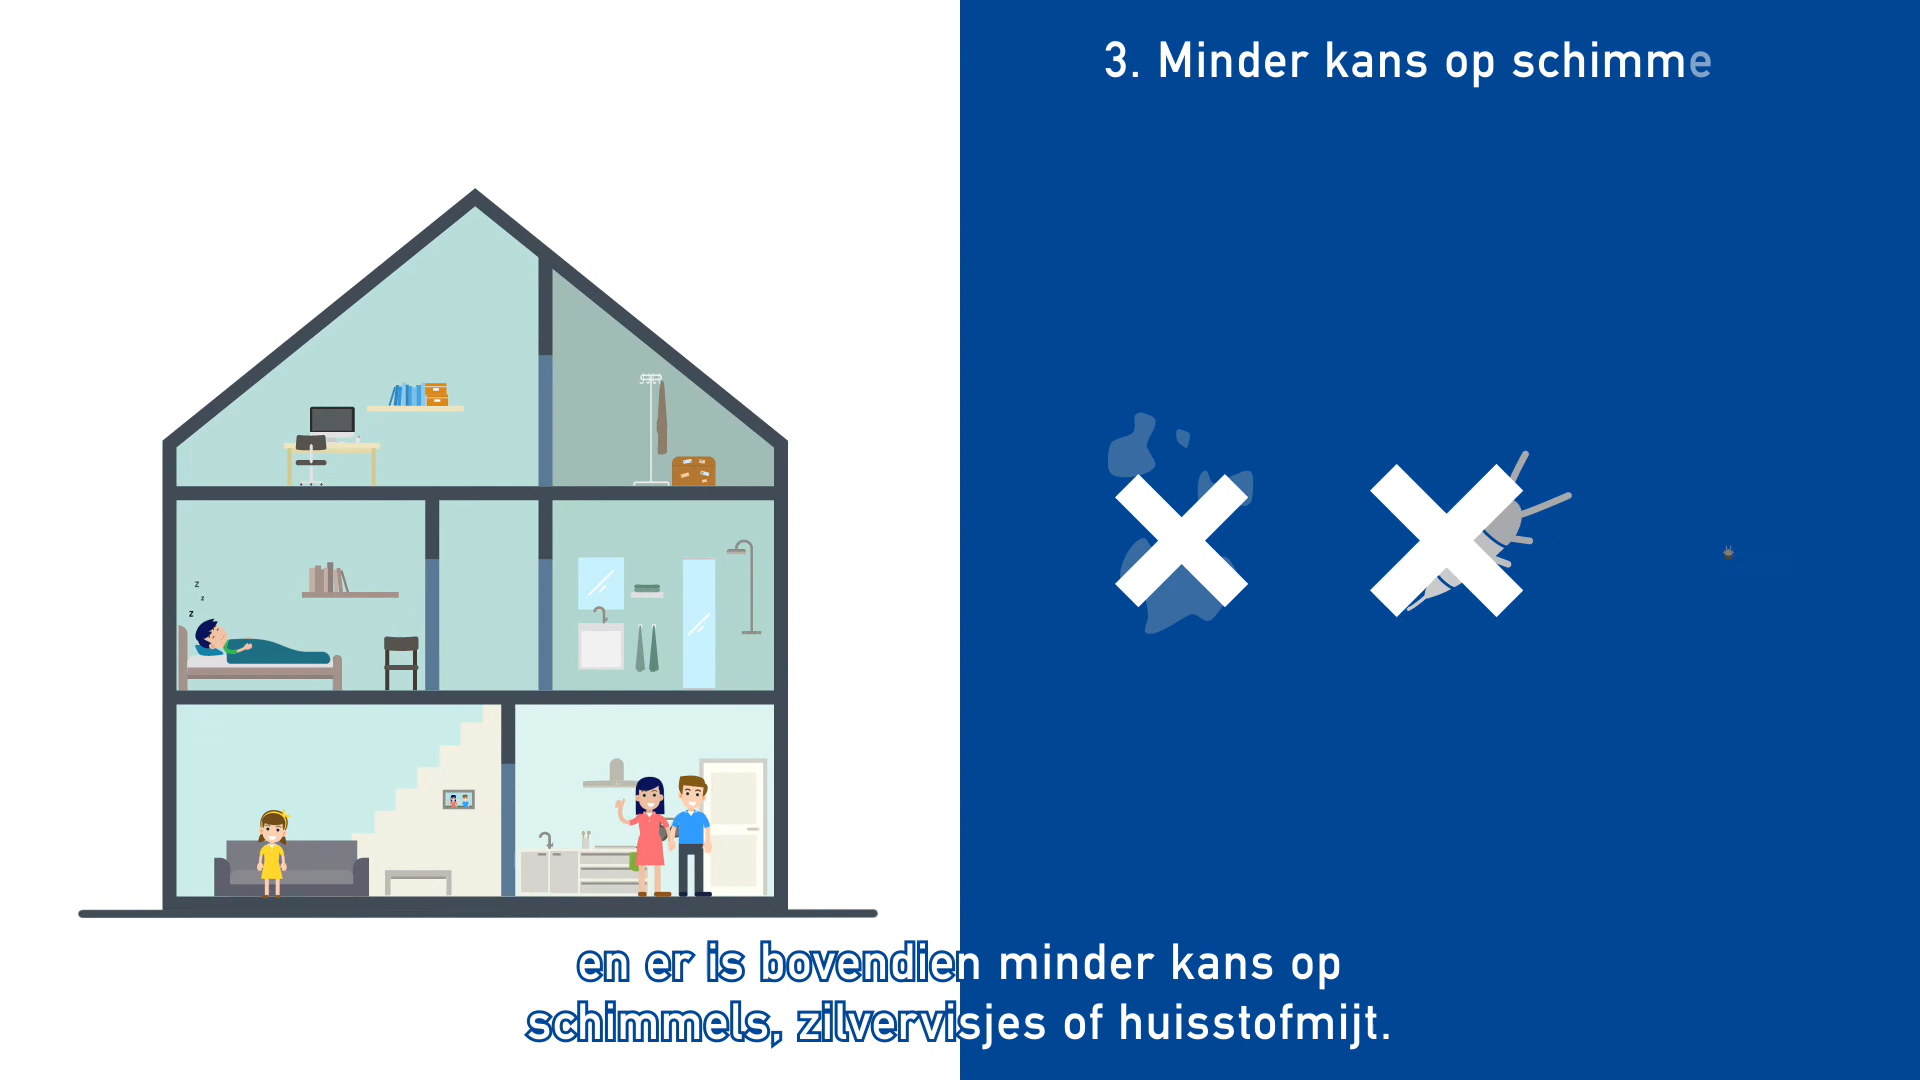 3. Minder kans op schimme
z
z
z
en er is bovendien minder kans op
schimmels, zilvervisjes of huisstofmijt.